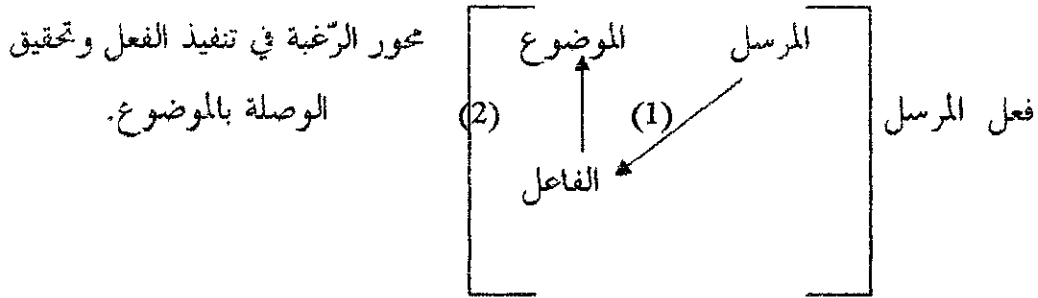 المرسل الموضوع محور الرّغبة في تنفيذ الفعل وتحقيق
فعل المرسل (1) (2) الوصلة بالموضوع.
الفاعل